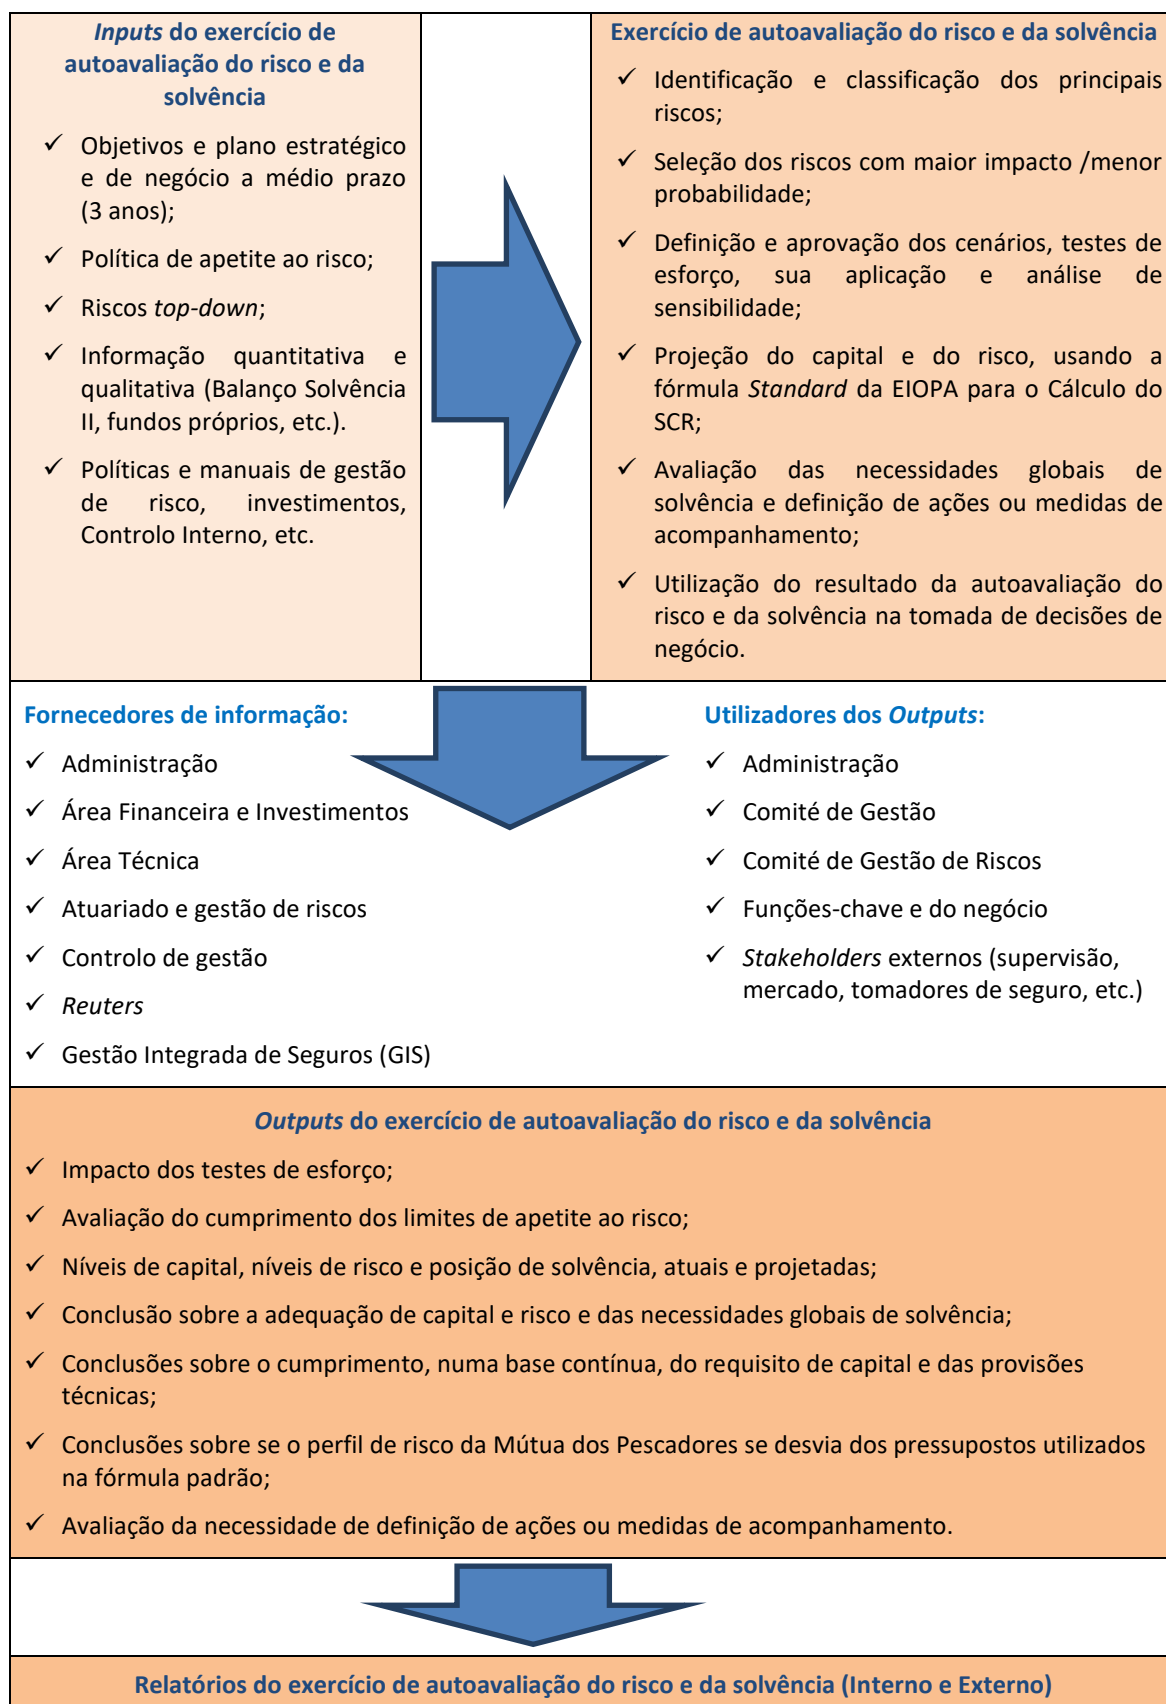 Inputs do exercício de
autoavaliação do risco e da
solvência
✓ Objetivos e plano estratégico
e de negócio a médio prazo
(3 anos);
✓ Política de apetite ao risco;
✓ Riscos top-down;
✓ Informação quantitativa e
qualitativa (Balanço Solvência
II, fundos próprios, etc.).
✓ Políticas e manuais de gestão
de risco, investimentos,
Controlo Interno, etc.
Exercício de autoavaliação do risco e da solvência
✓ Identificação e classificação dos principais
riscos;
✓ Seleção dos riscos com maior impacto /menor
probabilidade;
✓ Definição e aprovação dos cenários, testes de
esforço, sua aplicação e análise de
sensibilidade;
✓ Projeção do capital e do risco, usando a
fórmula Standard da EIOPA para o Cálculo do
SCR;
✓ Avaliação das necessidades globais de
solvência e definição de ações ou medidas de
acompanhamento;
✓ Utilização do resultado da autoavaliação do
risco e da solvência na tomada de decisões de
negócio.
Fornecedores de informação:
✓ Administração
✓ Área Financeira e Investimentos
✓ Área Técnica
✓ Atuariado e gestão de riscos
✓ Controlo de gestão
✓ Reuters
✓ Gestão Integrada de Seguros (GIS)
Utilizadores dos Outputs:
✓ Administração
✓ Comité de Gestão
✓ Comité de Gestão de Riscos
✓ Funções-chave e do negócio
✓ Stakeholders externos (supervisão,
mercado, tomadores de seguro, etc.)
Outputs do exercício de autoavaliação do risco e da solvência
✓ Impacto dos testes de esforço;
✓ Avaliação do cumprimento dos limites de apetite ao risco;
✓ Níveis de capital, níveis de risco e posição de solvência, atuais e projetadas;
✓ Conclusão sobre a adequação de capital e risco e das necessidades globais de solvência;
✓ Conclusões sobre o cumprimento, numa base contínua, do requisito de capital e das provisões
técnicas;
✓ Conclusões sobre se o perfil de risco da Mútua dos Pescadores se desvia dos pressupostos utilizados
na fórmula padrão;
✓ Avaliação da necessidade de definição de ações ou medidas de acompanhamento.
Relatórios do exercício de autoavaliação do risco e da solvência (Interno e Externo)